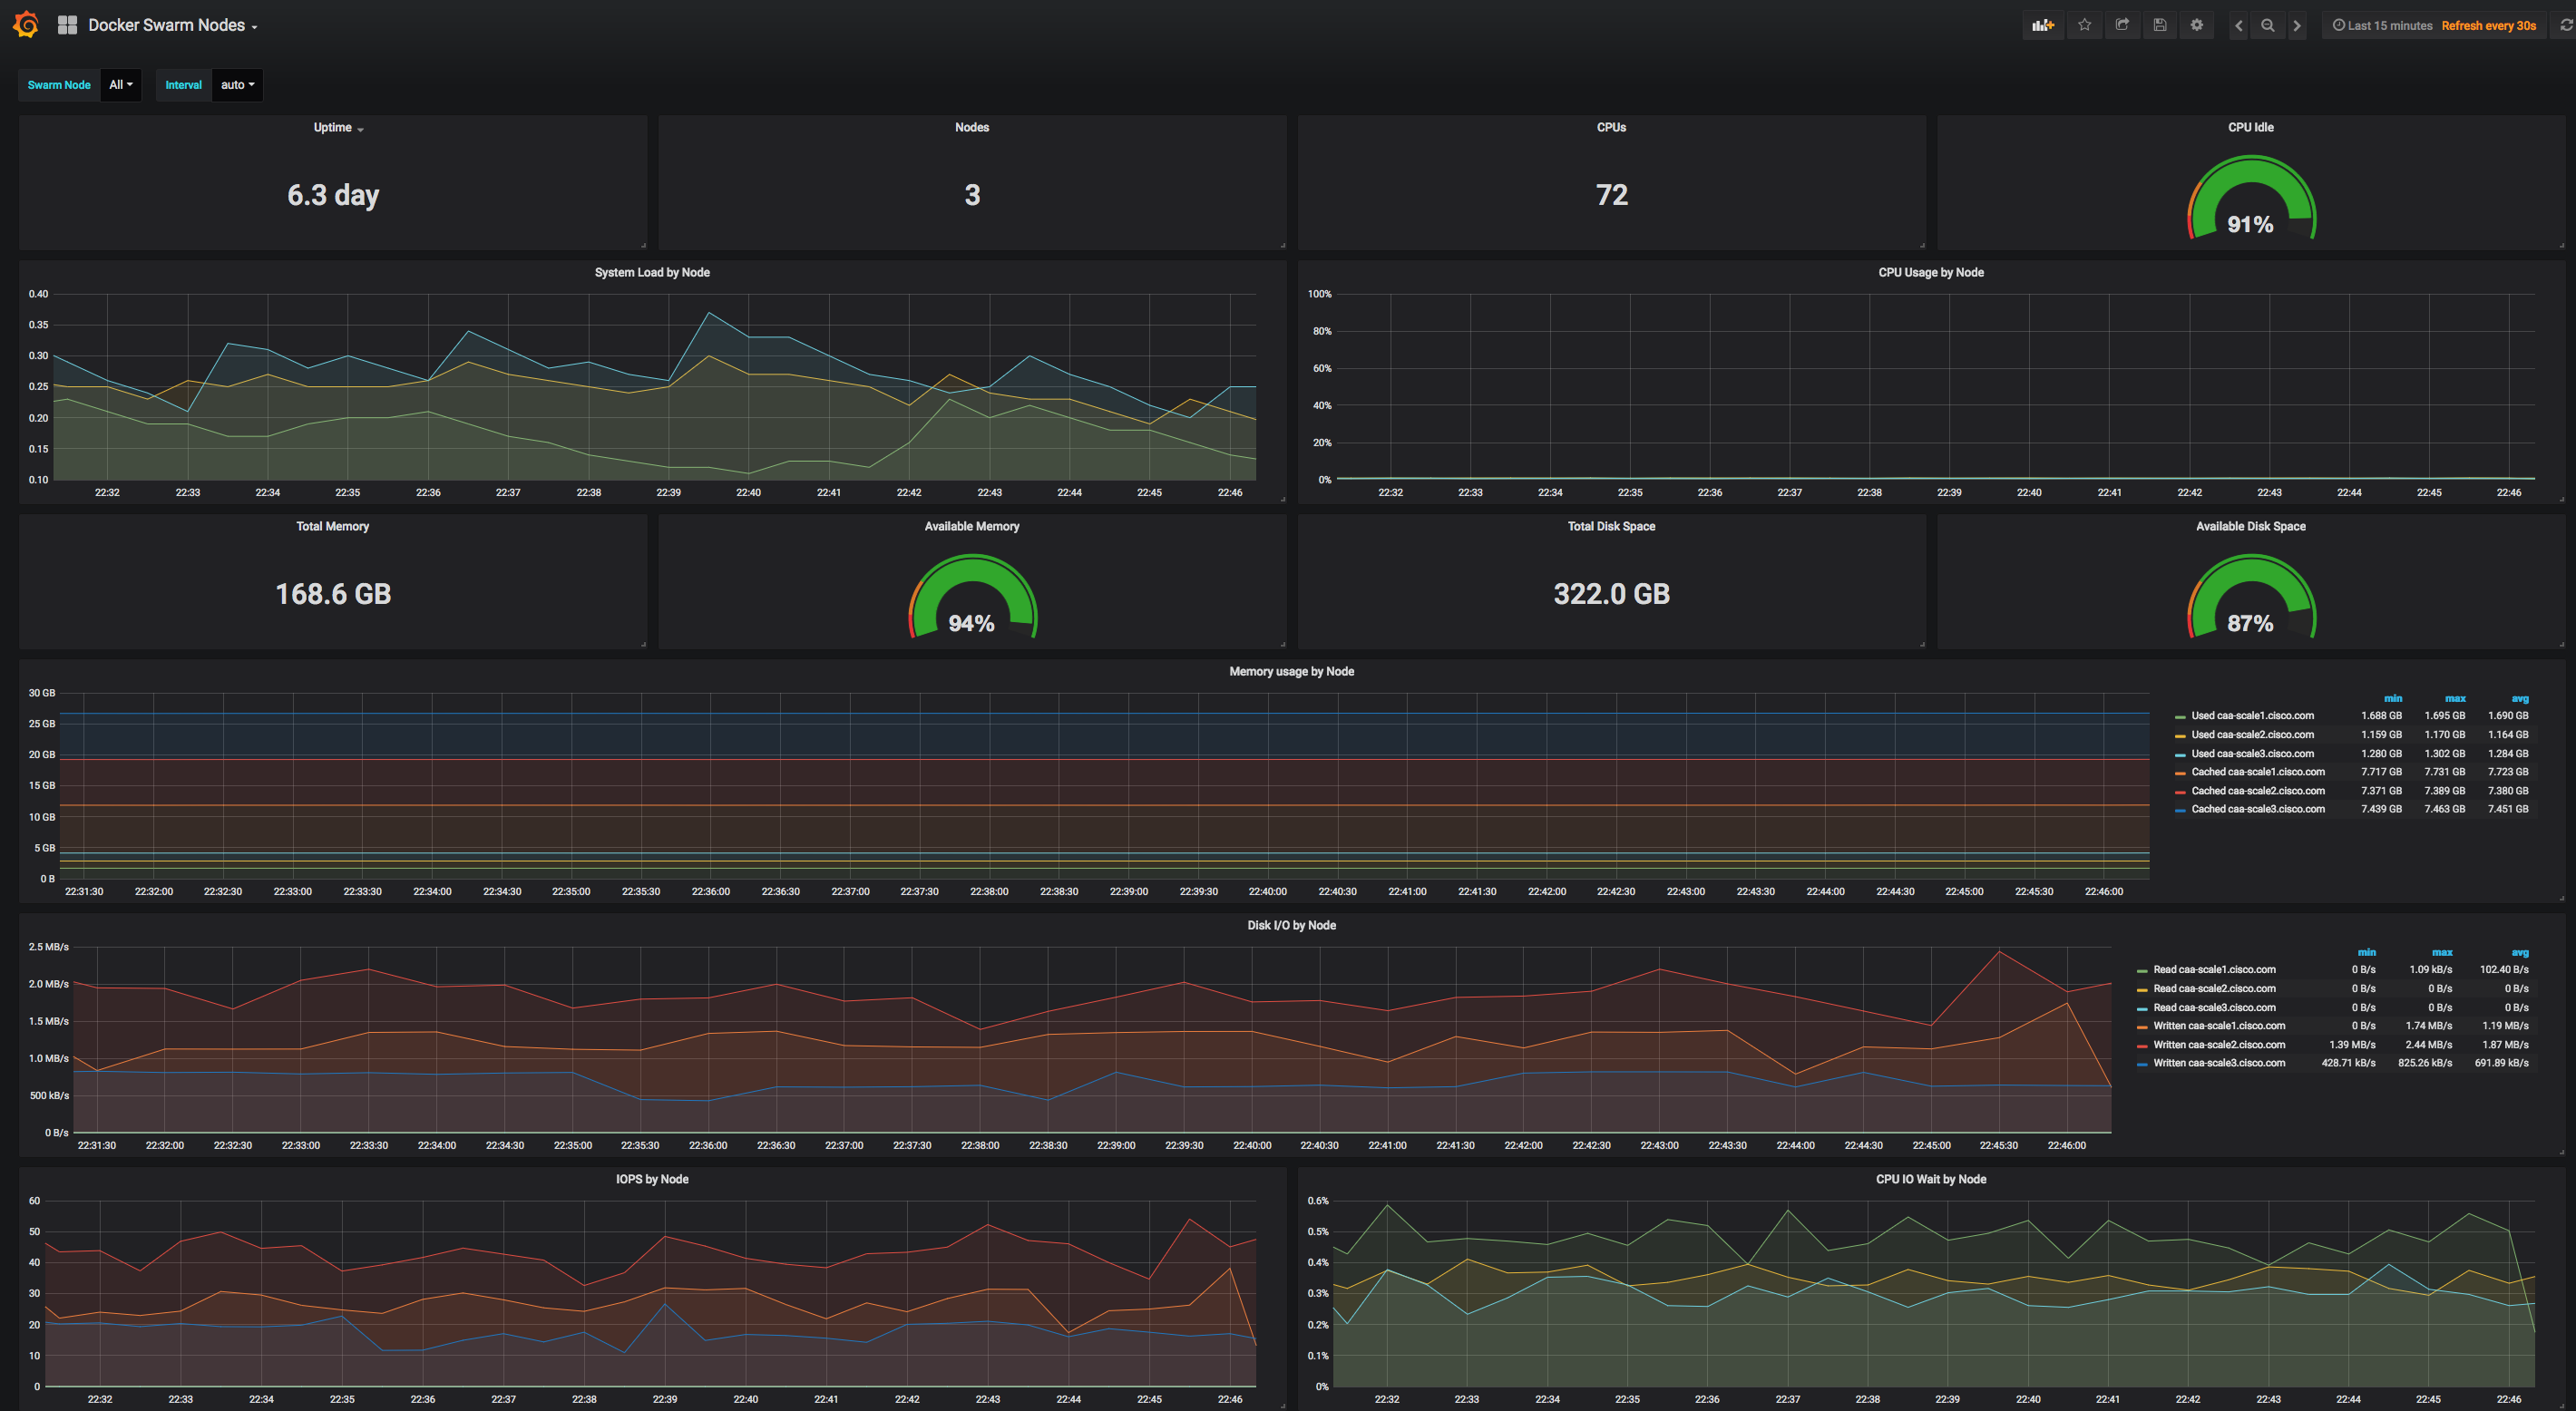 Docker Swarm Nodes
Last 15 minutes Refresh every 30s
Swarm Node All Interval auto
Uptime
6.3 day
Nodes
3
CPUs
72
CPU Idle
91%
System Load by Node
0.40
0.35
0.30
0.25
0.20
0.15
0.10
22:32 22:33 22:34 22:35 22:36 22:37 22:38 22:39 22:40 22:41 22:42 22:43 22:44 22:45 22:46
CPU Usage by Node
100%
80%
60%
40%
20%
0%
22:32 22:33 22:34 22:35 22:36 22:37 22:38 22:39 22:40 22:41 22:42 22:43 22:44 22:45 22:46
Total Memory
168.6 GB
Available Memory
94%
Total Disk Space
322.0 GB
Available Disk Space
87%
Memory usage by Node
30 GB
25 GB
20 GB
15 GB
10 GB
5 GB
0 B
22:31:30 22:32:00 22:32:30 22:33:00 22:33:30 22:34:00 22:34:30 22:35:00 22:35:30 22:36:00 22:36:30 22:37:00 22:37:30 22:38:00 22:38:30 22:39:00 22:39:30 22:40:00 22:40:30 22:41:00 22:41:30 22:42:00 22:42:30 22:43:00 22:43:30 22:44:00 22:44:30 22:45:00 22:45:30 22:46:00
min max avg
Used caa-scale1.cisco.com 1.688 GB 1.695 GB 1.690 GB
Used caa-scale2.cisco.com 1.159 GB 1.170 GB 1.164 GB
Used caa-scale3.cisco.com 1.280 GB 1.302 GB 1.284 GB
Cached caa-scale1.cisco.com 7.717 GB 7.731 GB 7.723 GB
Cached caa-scale2.cisco.com 7.371 GB 7.389 GB 7.380 GB
Cached caa-scale3.cisco.com 7.439 GB 7.463 GB 7.451 GB
Disk I/O by Node
2.5 MB/s
2.0 MB/s
1.5 MB/s
1.0 MB/s
500 kB/s
0 B/s
22:31:30 22:32:00 22:32:30 22:33:00 22:33:30 22:34:00 22:34:30 22:35:00 22:35:30 22:36:00 22:36:30 22:37:00 22:37:30 22:38:00 22:38:30 22:39:00 22:39:30 22:40:00 22:40:30 22:41:00 22:41:30 22:42:00 22:42:30 22:43:00 22:43:30 22:44:00 22:44:30 22:45:00 22:45:30 22:46:00
min max avg
Read caa-scale1.cisco.com 0 B/s 1.09 kB/s 102.40 B/s
Read caa-scale2.cisco.com 0 B/s 0 B/s 0 B/s
Read caa-scale3.cisco.com 0 B/s 0 B/s 0 B/s
Written caa-scale1.cisco.com 0 B/s 1.74 MB/s 1.19 MB/s
Written caa-scale2.cisco.com 1.39 MB/s 2.44 MB/s 1.87 MB/s
Written caa-scale3.cisco.com 428.71 kB/s 825.26 kB/s 691.89 kB/s
IOPS by Node
60
50
40
30
20
10
0
22:32 22:33 22:34 22:35 22:36 22:37 22:38 22:39 22:40 22:41 22:42 22:43 22:44 22:45 22:46
CPU IO Wait by Node
0.6%
0.5%
0.4%
0.3%
0.2%
0.1%
0%
22:32 22:33 22:34 22:35 22:36 22:37 22:38 22:39 22:40 22:41 22:42 22:43 22:44 22:45 22:46